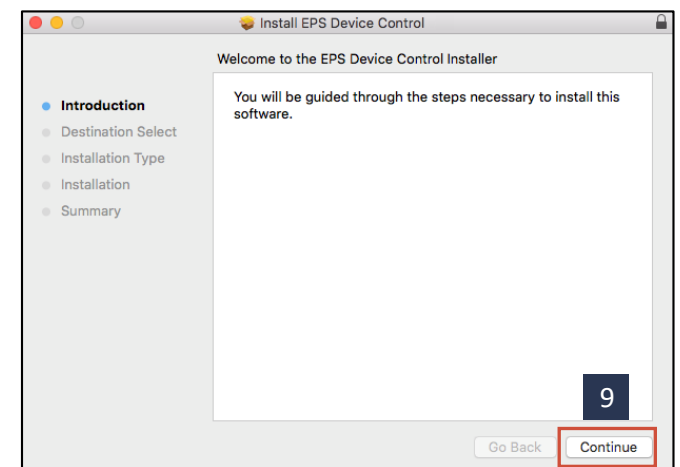 Install EPS Device Control
Welcome to the EPS Device Control Installer
Introduction
Destination Select
Installation Type
Installation
Summary
You will be guided through the steps necessary to install this
software.
9
Go Back
Continue